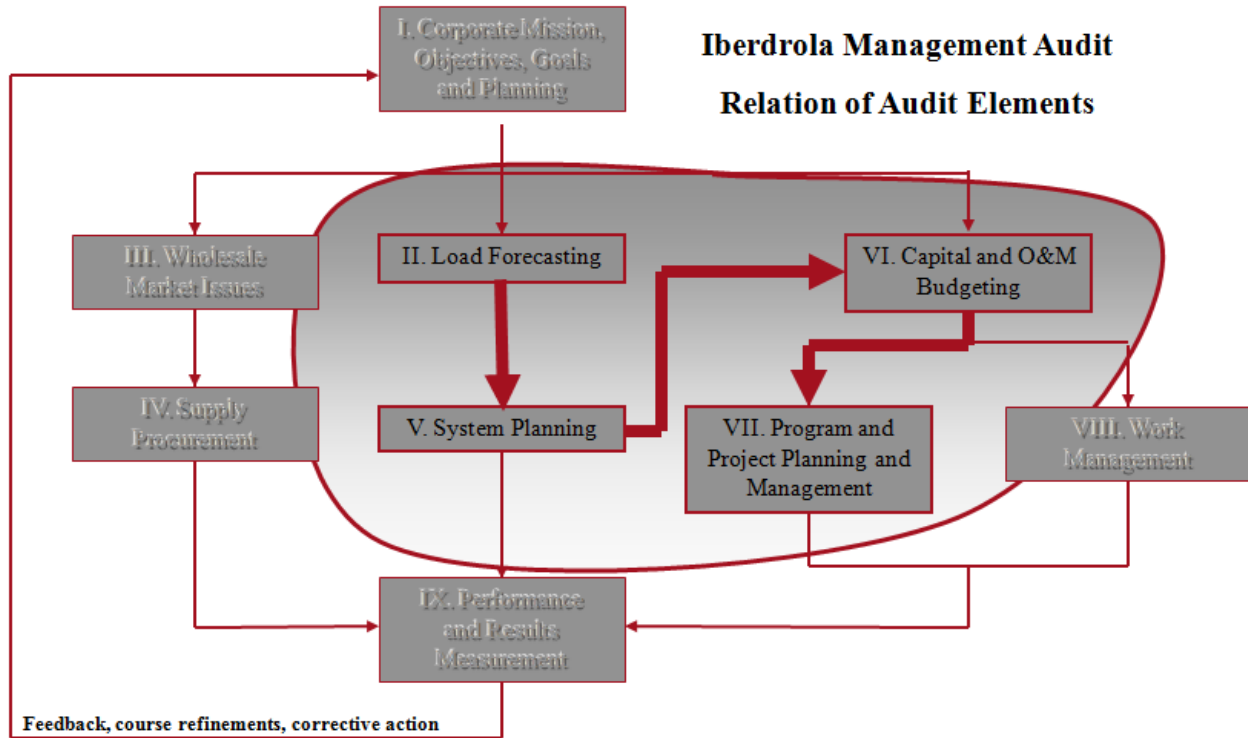 I. Corporate Mission,
Objectives, Goals
and Planning
Iberdrola Management Audit
Relation of Audit Elements
III. Wholesale
Market Issues
II. Load Forecasting
VI. Capital and O&M
Budgeting
IV. Supply
Procurement
V. System Planning
VII. Program and
Project Planning and
Management
VIII. Work
Management
IX. Performance
and Results
Measurement
Feedback, course refinements, corrective action